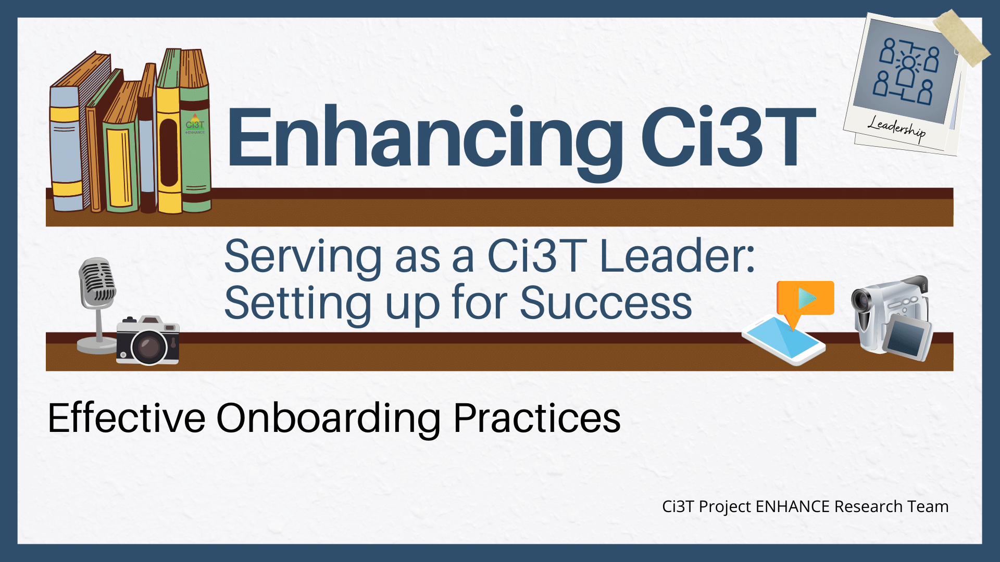 Leadership
Ci3T
+ENHANCE
Enhancing Ci3T
Serving as a Ci3T Leader:
Setting up for Success
Effective Onboarding Practices
Ci3T Project ENHANCE Research Team